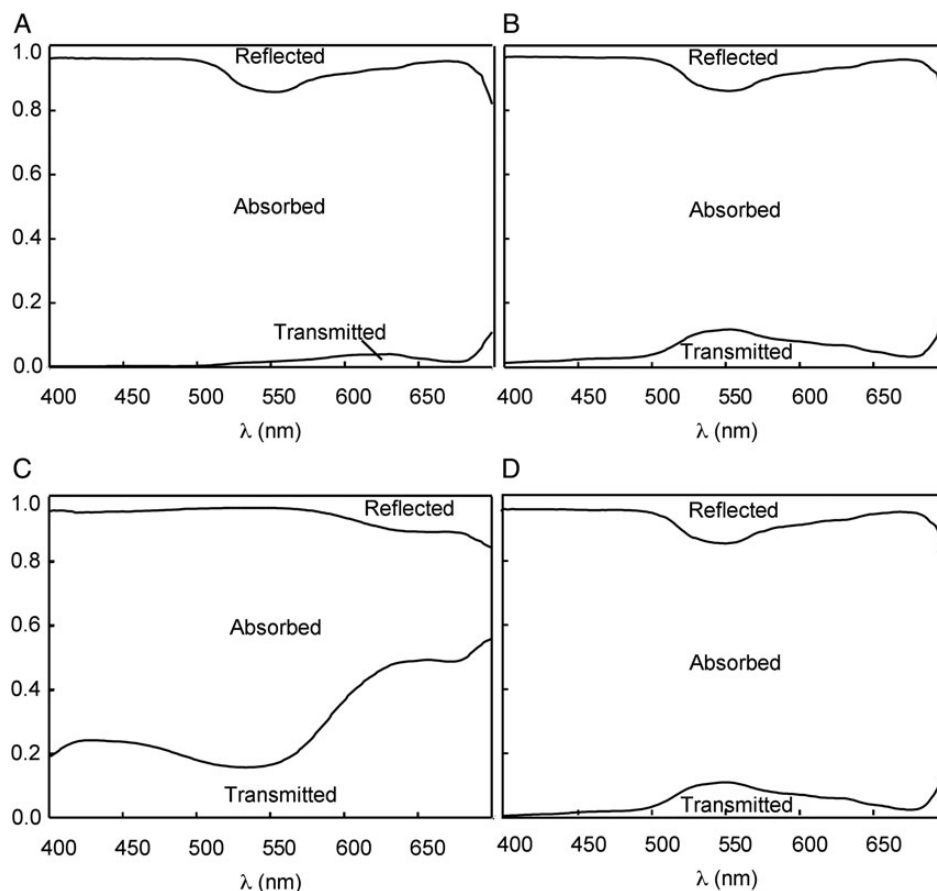 A
1.0
0.8
0.6
0.4
0.2
0.0
Reflected
Absorbed
Transmitted
400 450 500 550 600 650
λ (nm)
B
Reflected
Absorbed
Transmitted
400 450 500 550 600 650
λ (nm)
C
1.0
0.8
0.6
0.4
0.2
0.0
Reflected
Absorbed
Transmitted
400 450 500 550 600 650
λ (nm)
D
Reflected
Absorbed
Transmitted
400 450 500 550 600 650
λ (nm)